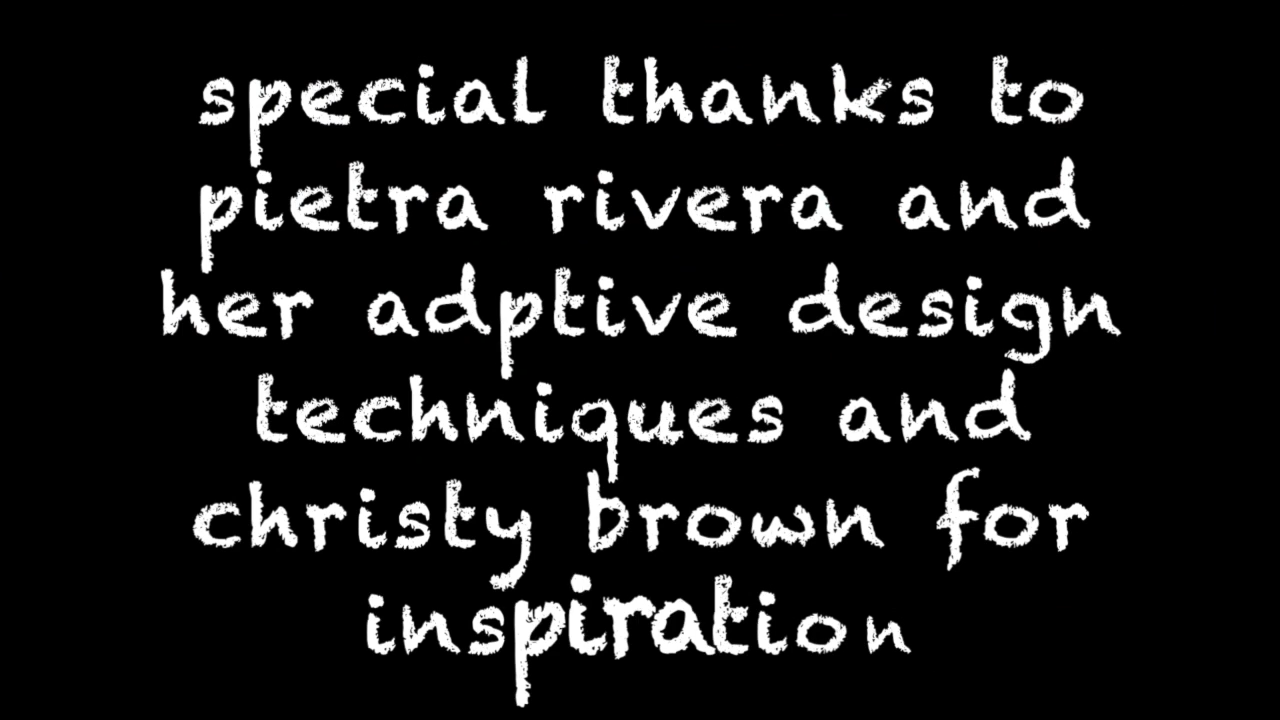 special thanks to
pietra rivera and
her adptive design
techniques and
christy brown for
inspiration